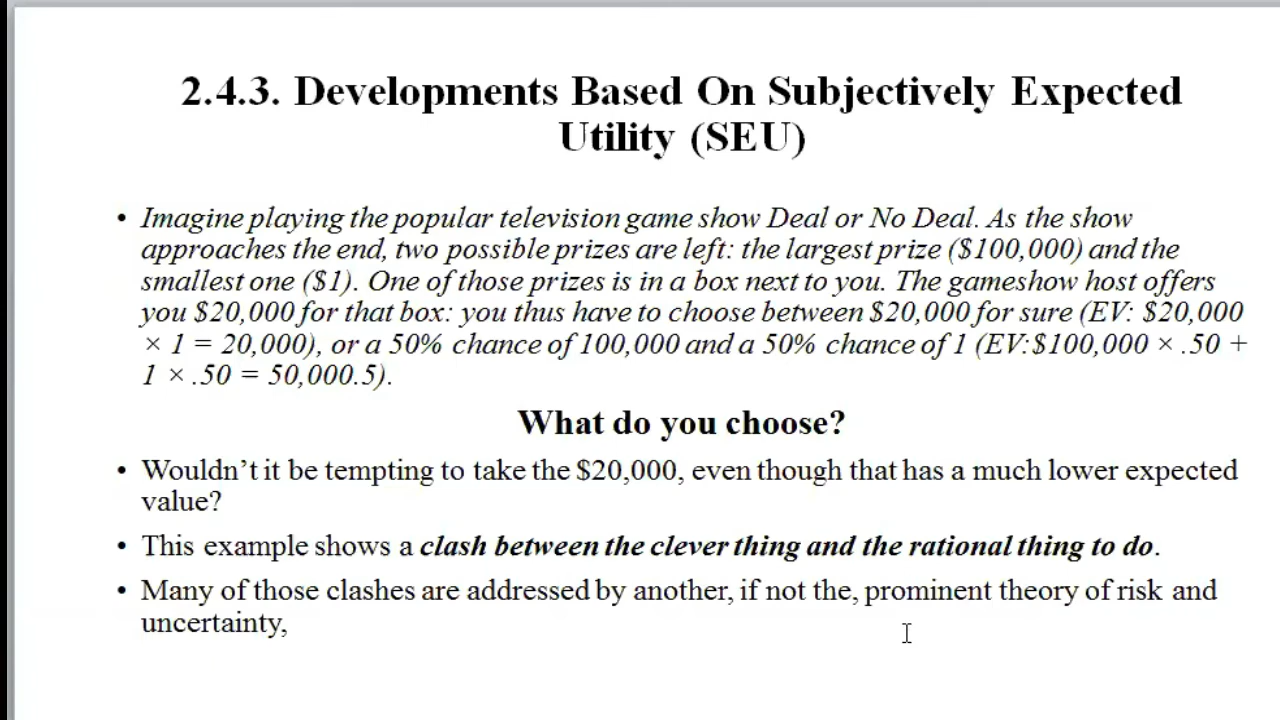 2.4.3. Developments Based On Subjectively Expected
Utility (SEU)
• Imagine playing the popular television game show Deal or No Deal. As the show
approaches the end, two possible prizes are left: the largest prize ($100,000) and the
smallest one ($1). One of those prizes is in a box next to you. The gameshow host offers
you $20,000 for that box: you thus have to choose between $20,000 for sure (EV: $20,000
× 1 = 20,000), or a 50% chance of 100,000 and a 50% chance of 1 (EV:$100,000 × .50 +
1 × .50 = 50,000.5).
What do you choose?
• Wouldn’t it be tempting to take the $20,000, even though that has a much lower expected
value?
• This example shows a clash between the clever thing and the rational thing to do.
• Many of those clashes are addressed by another, if not the, prominent theory of risk and
uncertainty,